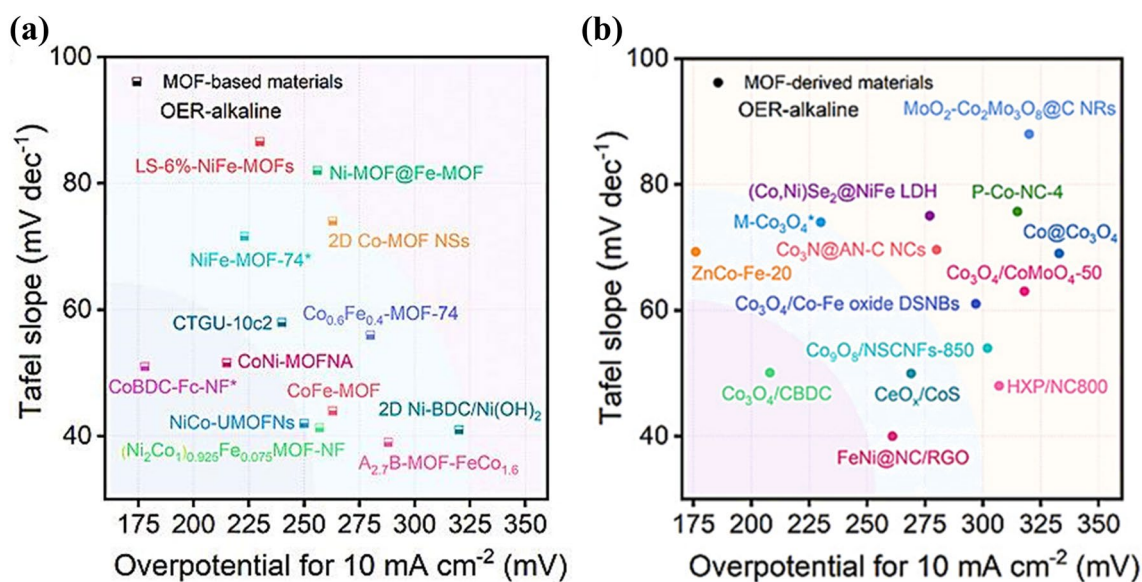 (a)
100
MOF-based materials
OER-alkaline
LS-6%-NiFe-MOFs
Ni-MOF@Fe-MOF
80
2D Co-MOF NSs
NiFe-MOF-74*
60
CTGU-10c2
Co₀.₆Fe₀.₄-MOF-74
CoNi-MOFNA
CoBDC-Fc-NF*
CoFe-MOF
2D Ni-BDC/Ni(OH)₂
NiCo-UMOFNs
40
(Ni₂Co₁)₀.₉₂₅Fe₀.₀₇₅MOF-NF
A₂.₇B-MOF-FeCo₁.₆
175 200 225 250 275 300 325 350
Overpotential for 10 mA cm⁻² (mV)
Tafel slope (mV dec⁻¹)
(b)
100
MOF-derived materials
OER-alkaline
MoO₂-Co₂Mo₃O₈@C NRs
80
(Co,Ni)Se₂@NiFe LDH
P-Co-NC-4
M-Co₃O₄*
Co@Co₃O₄
Co₃N@AN-C NCs
ZnCo-Fe-20
Co₃O₄/CoMoO₄-50
60
Co₃O₄/Co-Fe oxide DSNBs
Co₉O₈/NSCNFs-850
Co₃O₄/CBDC
CeOₓ/CoS
HXP/NC800
40
FeNi@NC/RGO
175 200 225 250 275 300 325 350
Overpotential for 10 mA cm⁻² (mV)
Tafel slope (mV dec⁻¹)